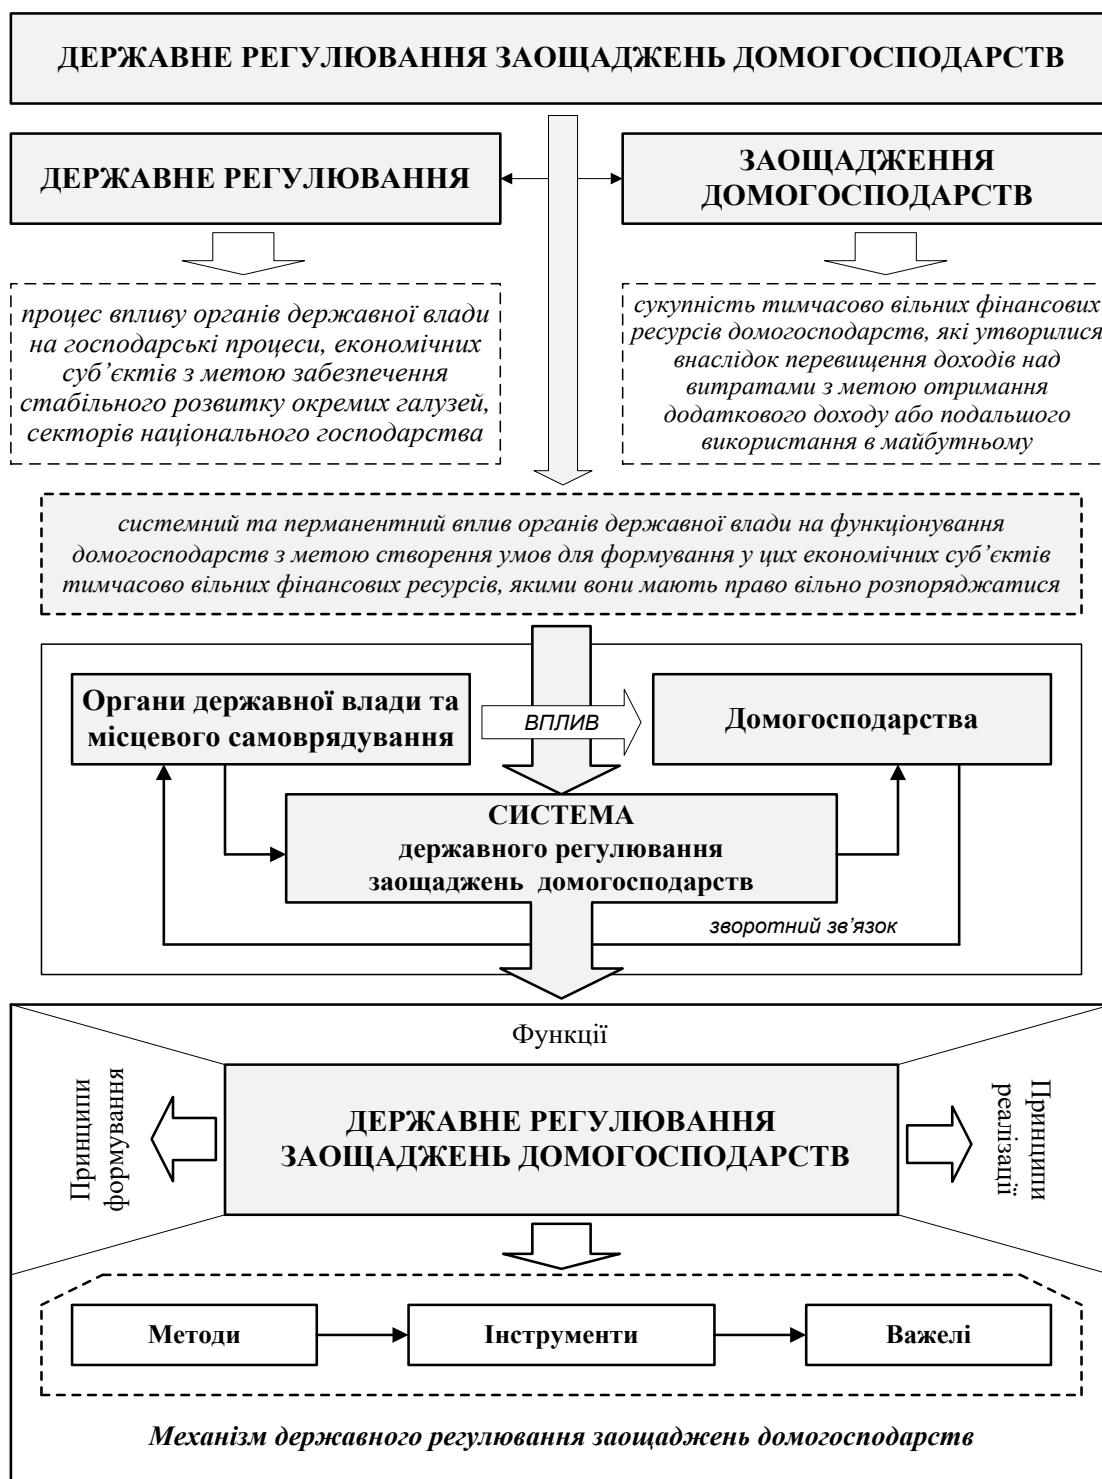 ДЕРЖАВНЕ РЕГУЛЮВАННЯ ЗАОЩАДЖЕНЬ ДОМОГОСПОДАРСТВ
ДЕРЖАВНЕ РЕГУЛЮВАННЯ
ЗАОЩАДЖЕННЯ
ДОМОГОСПОДАРСТВ
процес впливу органів державної влади
на господарські процеси, економічних
суб’єктів з метою забезпечення
стабільного розвитку окремих галузей,
секторів національного господарства
сукупність тимчасово вільних фінансових
ресурсів домогосподарств, які утворилися
внаслідок перевищення доходів над
витратами з метою отримання
додаткового доходу або подальшого
використання в майбутньому
системний та перманентний вплив органів державної влади на функціонування
домогосподарств з метою створення умов для формування у цих економічних суб’єктів
тимчасово вільних фінансових ресурсів, якими вони мають право вільно розпоряджатися
Органи державної влади та
місцевого самоврядування
ВПЛИВ
Домогосподарства
СИСТЕМА
державного регулювання
заощаджень домогосподарств
зворотний зв’язок
Функції
Принципи
формування
ДЕРЖАВНЕ РЕГУЛЮВАННЯ
ЗАОЩАДЖЕНЬ ДОМОГОСПОДАРСТВ
Принципи
реалізації
Методи
Інструменти
Важелі
Механізм державного регулювання заощаджень домогосподарств